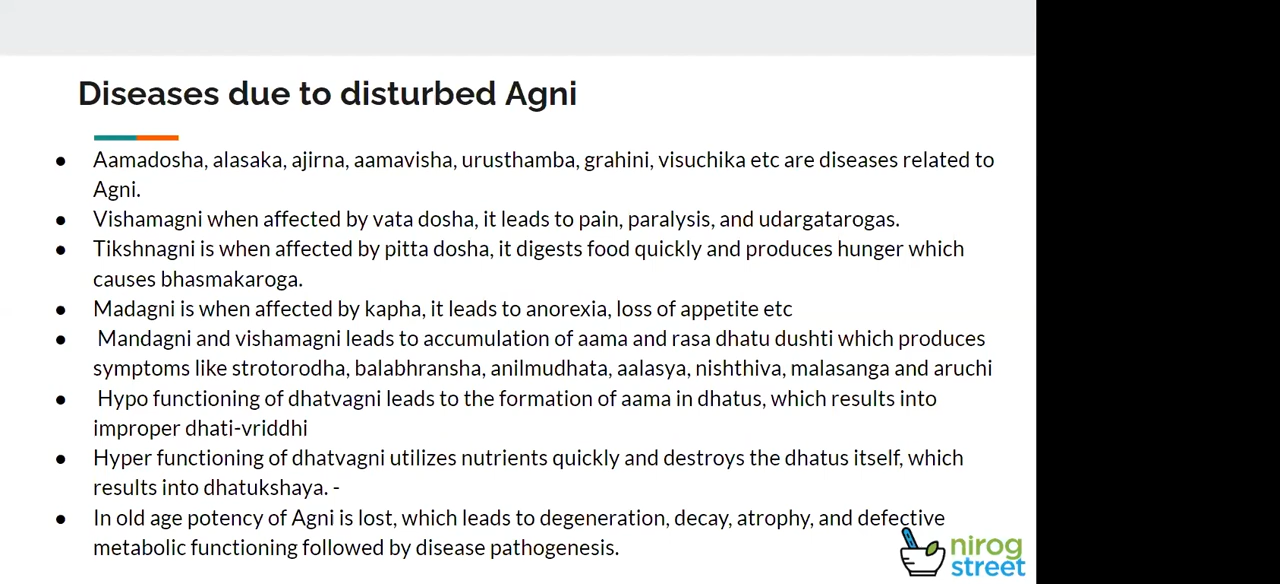 Diseases due to disturbed Agni
● Aamadosha, alasaka, ajirna, aamavisha, urusthamba, grahini, visuchika etc are diseases related to
Agni.
● Vishamagni when affected by vata dosha, it leads to pain, paralysis, and udargatarogas.
● Tikshnagni is when affected by pitta dosha, it digests food quickly and produces hunger which
causes bhasmakaroga.
● Madagni is when affected by kapha, it leads to anorexia, loss of appetite etc
● Mandagni and vishamagni leads to accumulation of aama and rasa dhatu dushti which produces
symptoms like strotorodha, balabhransha, anilmudhata, aalasya, nishthiva, malasanga and aruchi
● Hypo functioning of dhatvagni leads to the formation of aama in dhatus, which results into
improper dhati-vriddhi
● Hyper functioning of dhatvagni utilizes nutrients quickly and destroys the dhatus itself, which
results into dhatukshaya. -
● In old age potency of Agni is lost, which leads to degeneration, decay, atrophy, and defective
metabolic functioning followed by disease pathogenesis.
nirog
street